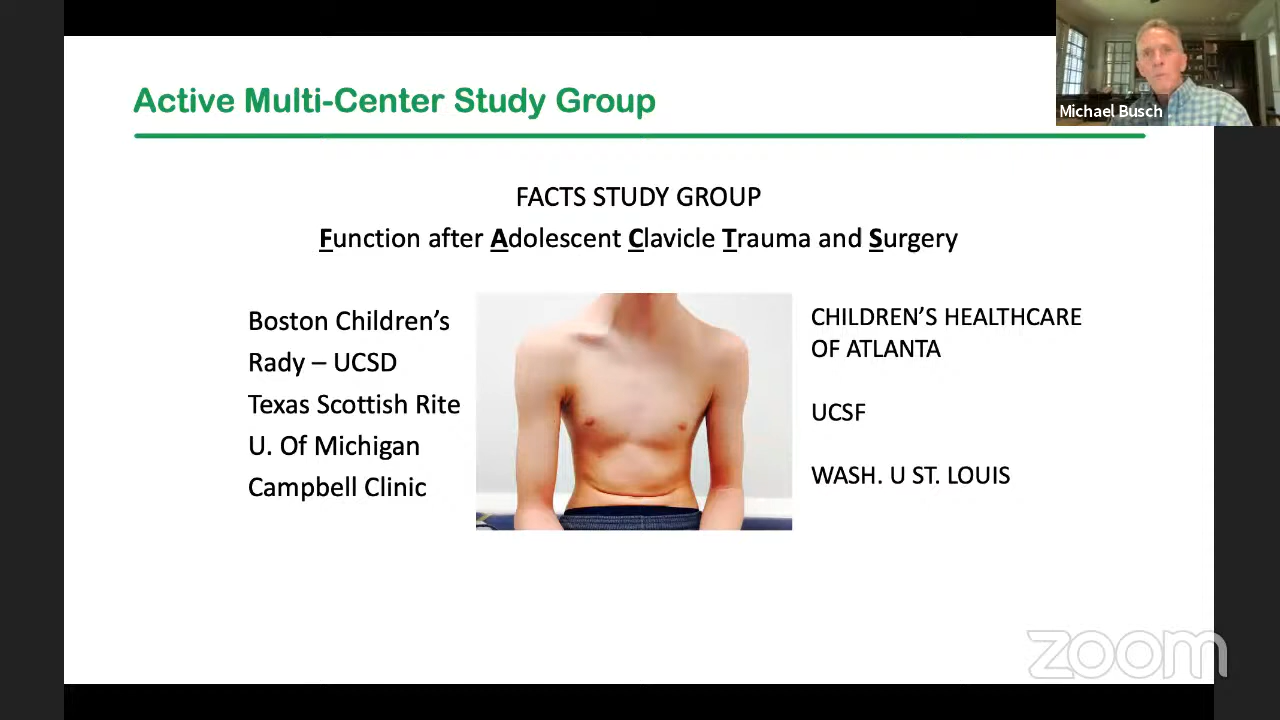 Active Multi-Center Study Group
Michael Busch
FACTS STUDY GROUP
Function after Adolescent Clavicle Trauma and Surgery
Boston Children’s
Rady – UCSD
Texas Scottish Rite
U. Of Michigan
Campbell Clinic
CHILDREN’S HEALTHCARE
OF ATLANTA
UCSF
WASH. U ST. LOUIS
zoom